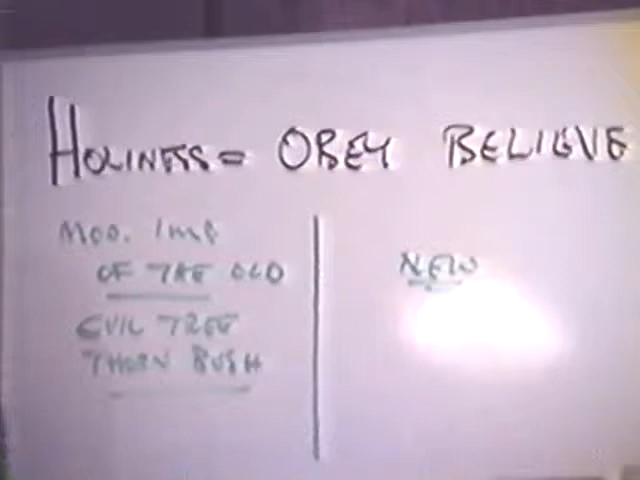 HOLINESS = OBEY BELIEVE
MOD. IMP
OF THE OLD
EVIL TREE
THORN BUSH
NEW